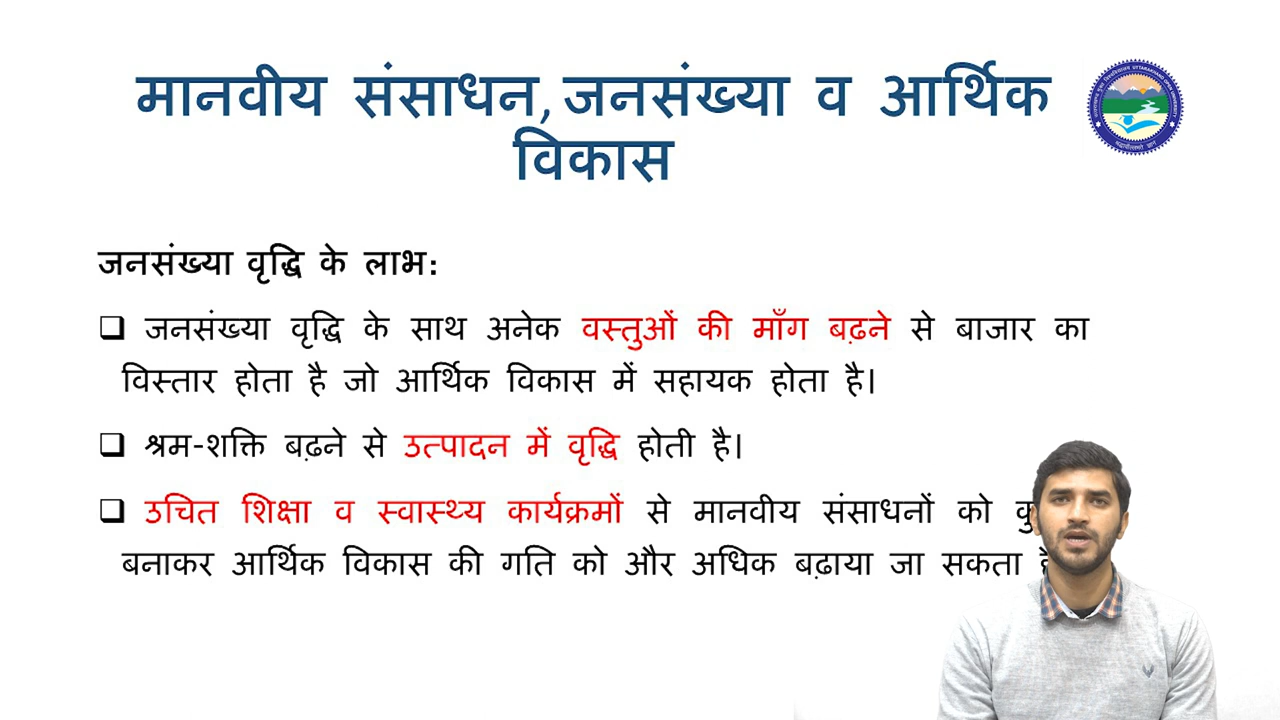 मानवीय संसाधन, जनसंख्या व आर्थिक
विकास
जनसंख्या वृद्धि के लाभ:
❑ जनसंख्या वृद्धि के साथ अनेक वस्तुओं की माँग बढ़ने से बाजार का
विस्तार होता है जो आर्थिक विकास में सहायक होता है।
❑ श्रम-शक्ति बढ़ने से उत्पादन में वृद्धि होती है।
❑ उचित शिक्षा व स्वास्थ्य कार्यक्रमों से मानवीय संसाधनों को
बनाकर आर्थिक विकास की गति को और अधिक बढ़ाया जा सकता